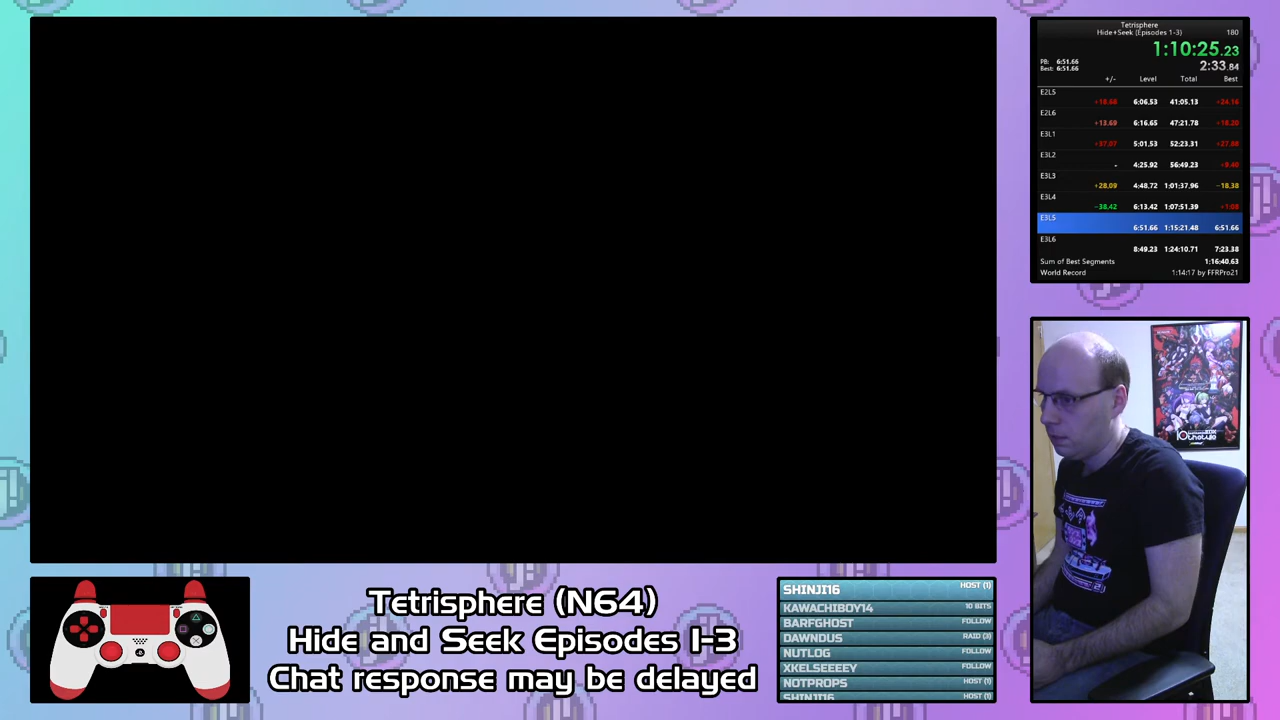 Tetrisphere
Hide+Seek (Episodes 1-3) 180
1:10:25.23
PB: 6:51.66
Best: 6:51.66
2:33.84
+/- Level Total Best
E2L5
+18.68 6:06.53 41:05.13 +24.16
E2L6
+13.69 6:16.65 47:21.78 +18.20
E3L1
+37.07 5:01.53 52:23.31 +27.68
E3L2
- 4:25.92 56:49.23 +9.40
E3L3
+28.09 4:48.72 1:01:37.96 −18.38
E3L4
−38.42 6:13.42 1:07:51.39 +1.08
E3L5
6:51.66 1:15:21.48 6:51.66
E3L6
8:49.23 1:24:10.71 7:23.38
Sum of Best Segments 1:16:40.63
World Record 1:14:17 by FFRPro21
Tetrisphere (N64)
Hide and Seek Episodes 1-3
Chat response may be delayed
SHINJI16 HOST (1)
KAWACHIBOY14 10 BITS
BARFGHOST FOLLOW
DAWNDUS RAID (3)
NUTLOG FOLLOW
XKELSEEEEY FOLLOW
NOTPROPS HOST (1)
SHINJI16 HOST (1)